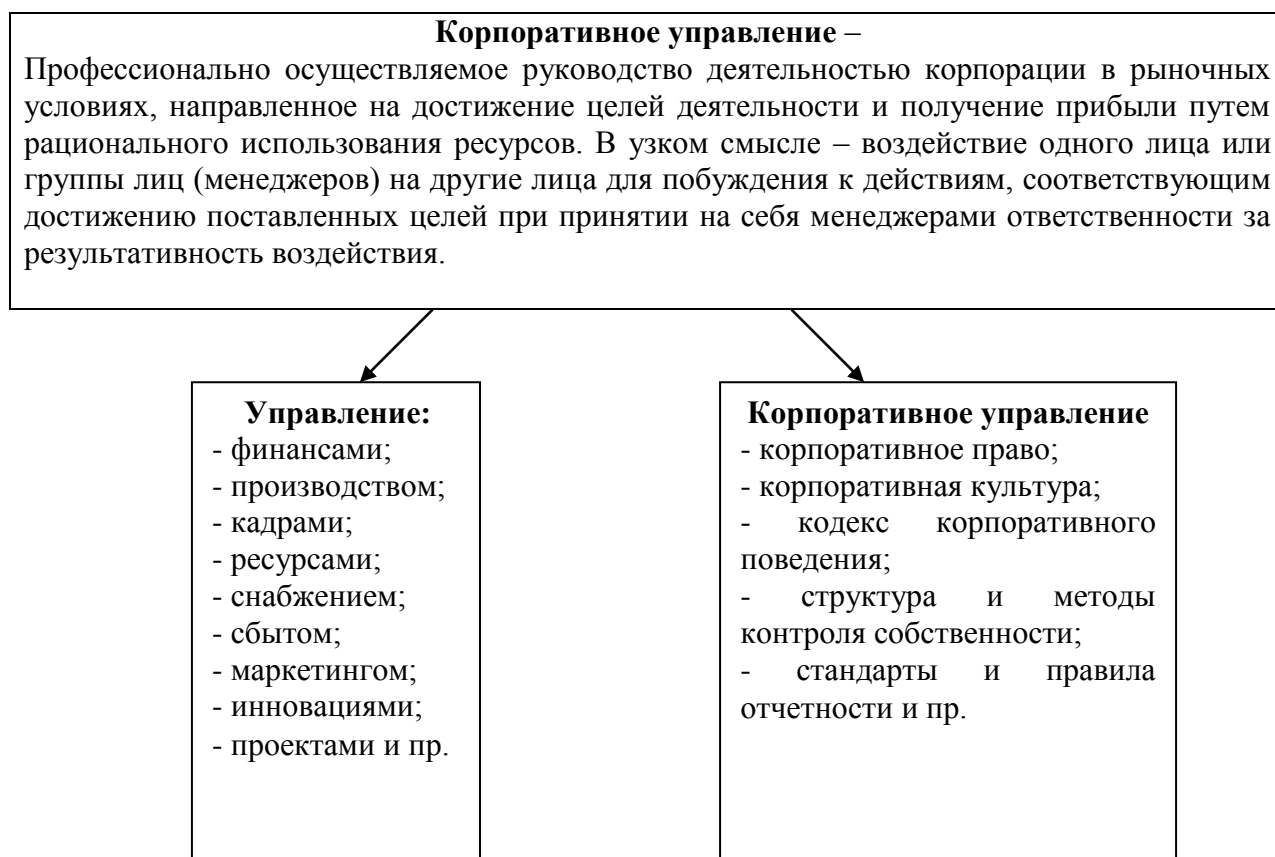 Корпоративное управление –
Профессионально осуществляемое руководство деятельностью корпорации в рыночных
условиях, направленное на достижение целей деятельности и получение прибыли путем
рационального использования ресурсов. В узком смысле – воздействие одного лица или
группы лиц (менеджеров) на другие лица для побуждения к действиям, соответствующим
достижению поставленных целей при принятии на себя менеджерами ответственности за
результативность воздействия.
Управление:
- финансами;
- производством;
- кадрами;
- ресурсами;
- снабжением;
- сбытом;
- маркетингом;
- инновациями;
- проектами и пр.
Корпоративное управление
- корпоративное право;
- корпоративная культура;
- кодекс корпоративного
поведения;
- структура и методы
контроля собственности;
- стандарты и правила
отчетности и пр.